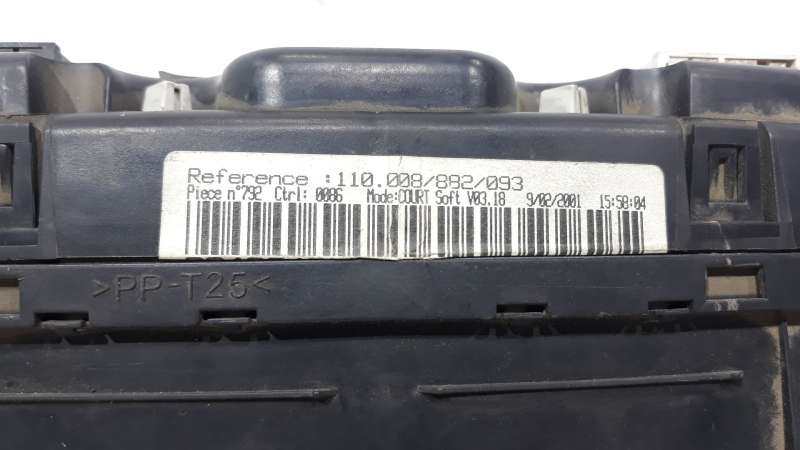 Reference :110.008/882/093
Piece n°792 Ctrl: 0086 Mode:COURT Soft V03.18 9/02/2001 15:58:04
>PP-T25<